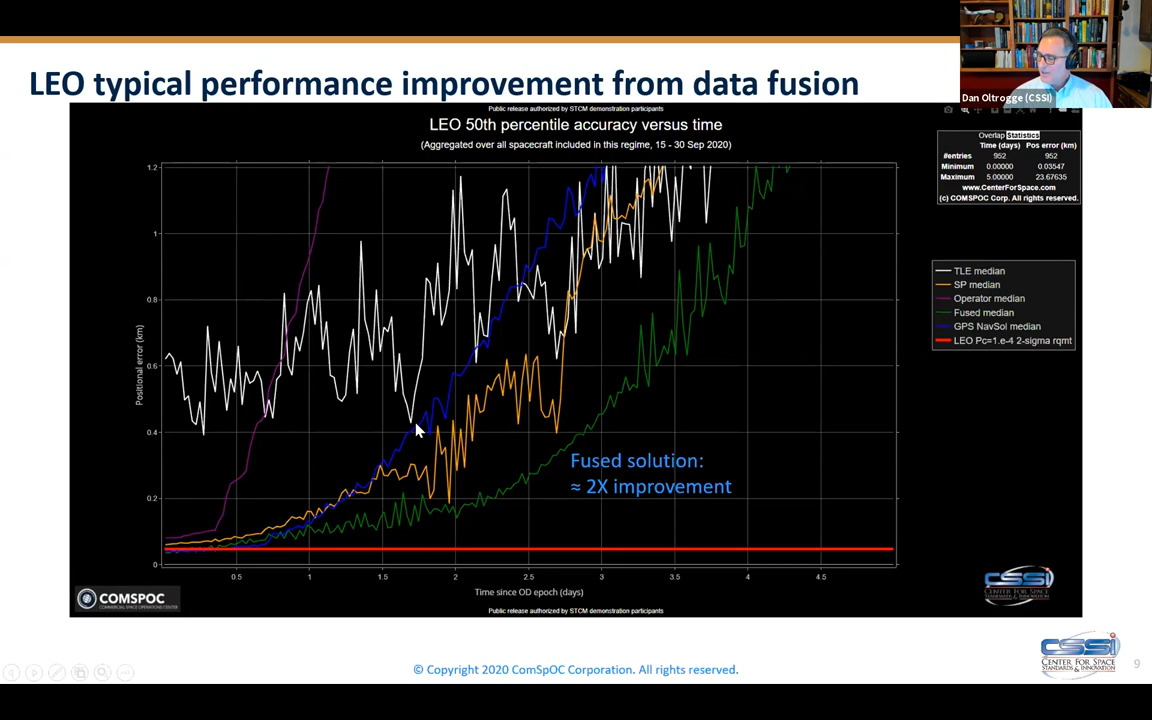 LEO typical performance improvement from data fusion
Dan Oltrogge (CSSI)
Public release authorized by STCM demonstration participants
LEO 50th percentile accuracy versus time
(Aggregated over all spacecraft included in this regime, 15 - 30 Sep 2020)
Overlap Statistics
Time (days) Pos error (km)
#entries 952 952
Minimum 0.00000 0.03547
Maximum 5.00000 23.67635
www.CenterForSpace.com
(c) COMSPOC Corp. All rights reserved.
1.2
1
0.8
0.6
0.4
0.2
0
Positional error (km)
TLE median
SP median
Operator median
Fused median
GPS NavSol median
LEO Pc=1.e-4 2-sigma rqmt
Fused solution:
≈ 2X improvement
0.5 1 1.5 2 2.5 3 3.5 4 4.5
Time since OD epoch (days)
COMSPOC
COMMERCIAL SPACE OPERATIONS CENTER
CSSI
CENTER FOR SPACE
STANDARDS & INNOVATION
Public release authorized by STCM demonstration participants
© Copyright 2020 ComSpOC Corporation. All rights reserved.
CSSI
CENTER FOR SPACE
STANDARDS & INNOVATION
9